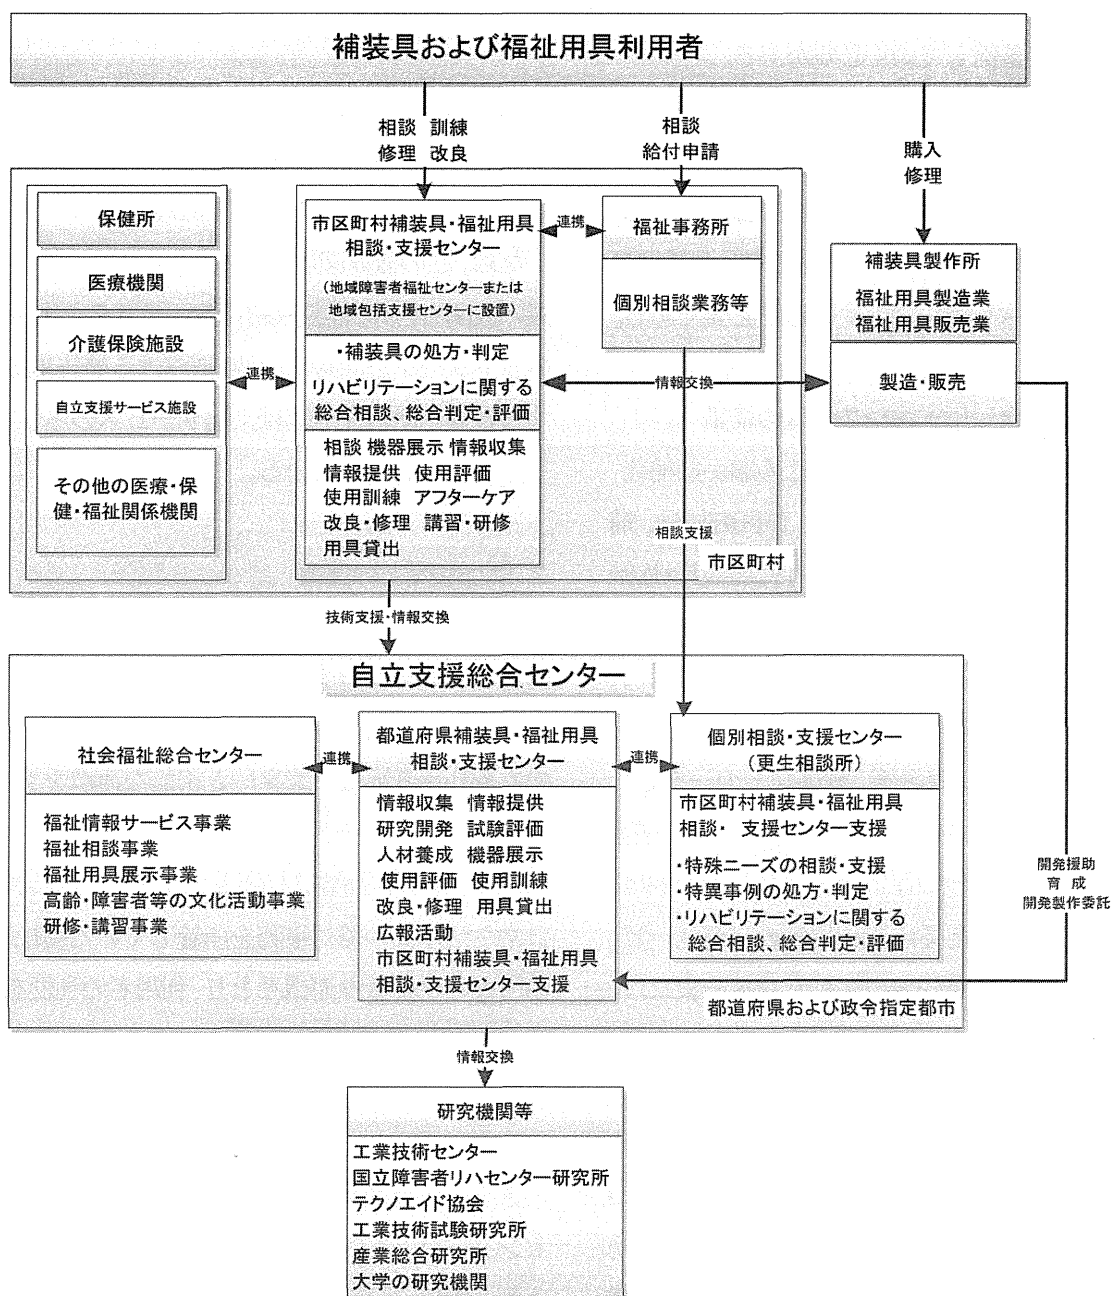 補装具および福祉用具利用者
相談 訓練
修理 改良
相談
給付申請
購入
修理
保健所
医療機関
介護保険施設
自立支援サービス施設
その他の医療・保
健・福祉関係機関
連携
市区町村補装具・福祉用具
相談・支援センター
(地域障害者福祉センターまたは
地域包括支援センターに設置)
・補装具の処方・判定
リハビリテーションに関する
総合相談、総合判定・評価
相談 機器展示 情報収集
情報提供 使用評価
使用訓練 アフターケア
改良・修理 講習・研修
用具貸出
連携
福祉事務所
個別相談業務等
情報交換
補装具製作所
福祉用具製造業
福祉用具販売業
製造・販売
相談支援
市区町村
技術支援・情報交換
自立支援総合センター
社会福祉総合センター
福祉情報サービス事業
福祉相談事業
福祉用具展示事業
高齢・障害者等の文化活動事業
研修・講習事業
連携
都道府県補装具・福祉用具
相談・支援センター
情報収集 情報提供
研究開発 試験評価
人材養成 機器展示
使用評価 使用訓練
改良・修理 用具貸出
広報活動
市区町村補装具・福祉用具
相談・支援センター支援
連携
個別相談・支援センター
(更生相談所)
市区町村補装具・福祉用具
相談・ 支援センター支援
・特殊ニーズの相談・支援
・特異事例の処方・判定
・リハビリテーションに関する
総合相談、総合判定・評価
開発援助
育 成
開発製作委託
都道府県および政令指定都市
情報交換
研究機関等
工業技術センター
国立障害者リハセンター研究所
テクノエイド協会
工業技術試験研究所
産業総合研究所
大学の研究機関